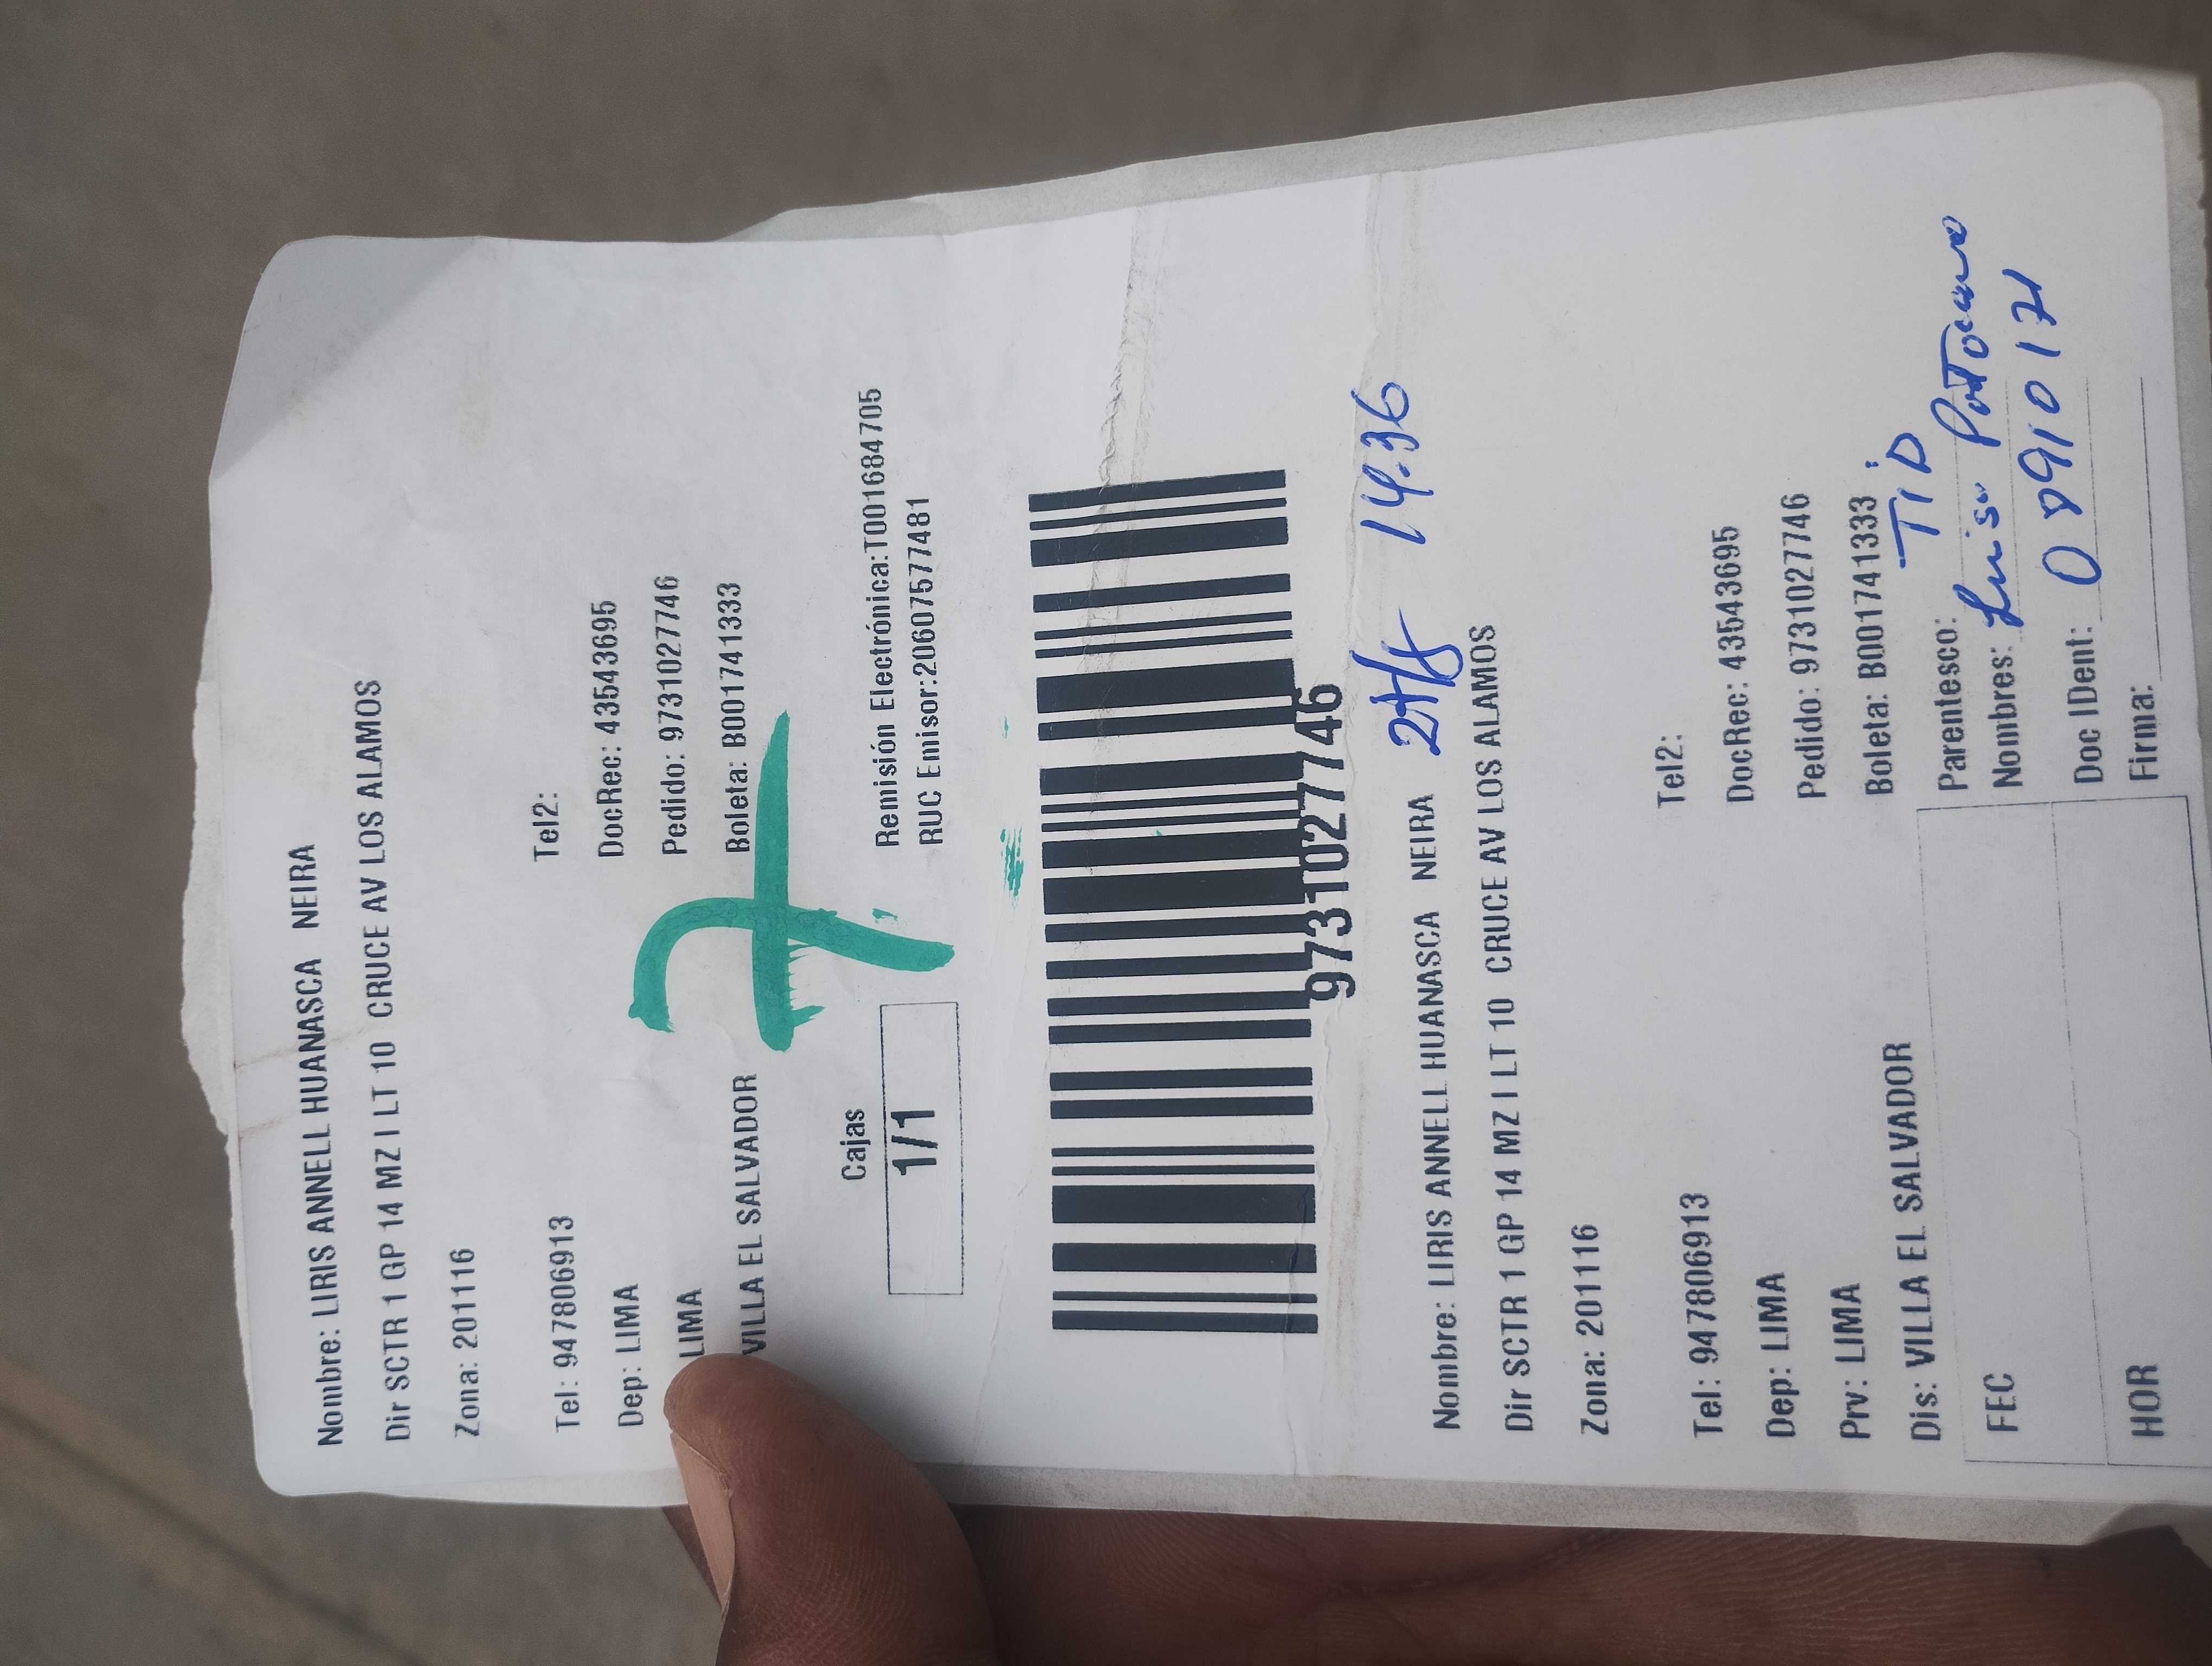 Nombre: LIRIS ANNELL HUANASCA NEIRA
Dir SCTR 1 GP 14 MZ I LT 10 CRUCE AV LOS ALAMOS
Zona: 201116
Tel: 947806913 Tel2:
Dep: LIMA DocRec: 43543695
LIMA Pedido: 9731027746
VILLA EL SALVADOR Boleta: B001741333
7
Cajas
1/1
Remisión Electrónica:T001684705
RUC Emisor:20607577481
9731027746
14:36
Nombre: LIRIS ANNELL HUANASCA NEIRA
Dir SCTR 1 GP 14 MZ I LT 10 CRUCE AV LOS ALAMOS
Zona: 201116
Tel: 947806913 Tel2:
Dep: LIMA DocRec: 43543695
Prv: LIMA Pedido: 9731027746
Dis: VILLA EL SALVADOR Boleta: B001741333
FEC
HOR
Parentesco: TIO
Nombres: Luis
Doc IDent:
Firma: